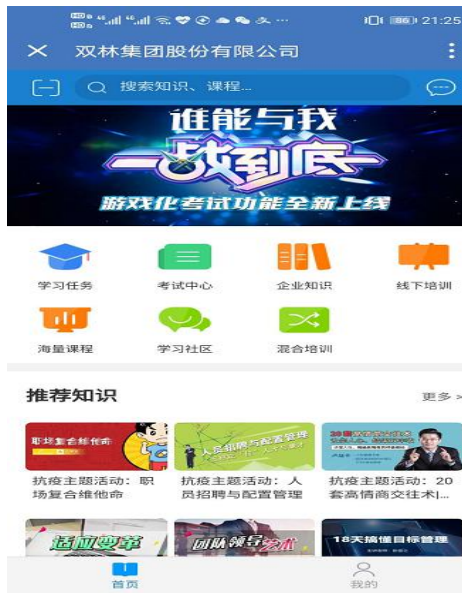 86 21:25
双林集团股份有限公司
搜索知识、课程...
谁能与我
一战到底
游戏化考试功能全新上线
学习任务 考试中心 企业知识 线下培训
海量课程 学习社区 混合培训
推荐知识 更多 >
职场复合维他命 人员招聘与配置管理
抗疫主题活动：职 抗疫主题活动：人 抗疫主题活动：20
场复合维他命 员招聘与配置管理 套高情商交往术|...
适应变革 团队领导艺术 18天搞懂目标管理
首页 我的